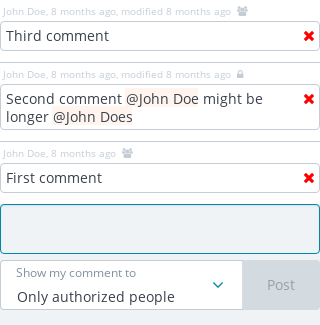 John Doe, 8 months ago, modified 8 months ago
Third comment
John Doe, 8 months ago, modified 8 months ago
Second comment @John Doe might be
longer @John Does
John Doe, 8 months ago
First comment
Show my comment to
Only authorized people
Post